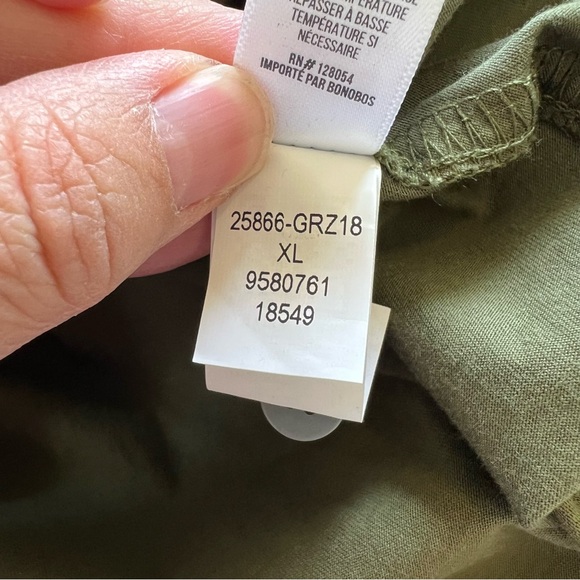 REPASSER À BASSE
TEMPÉRATURE SI
NÉCESSAIRE
RN# 128054
IMPORTÉ PAR BONOBOS
25866-GRZ18
XL
9580761
18549